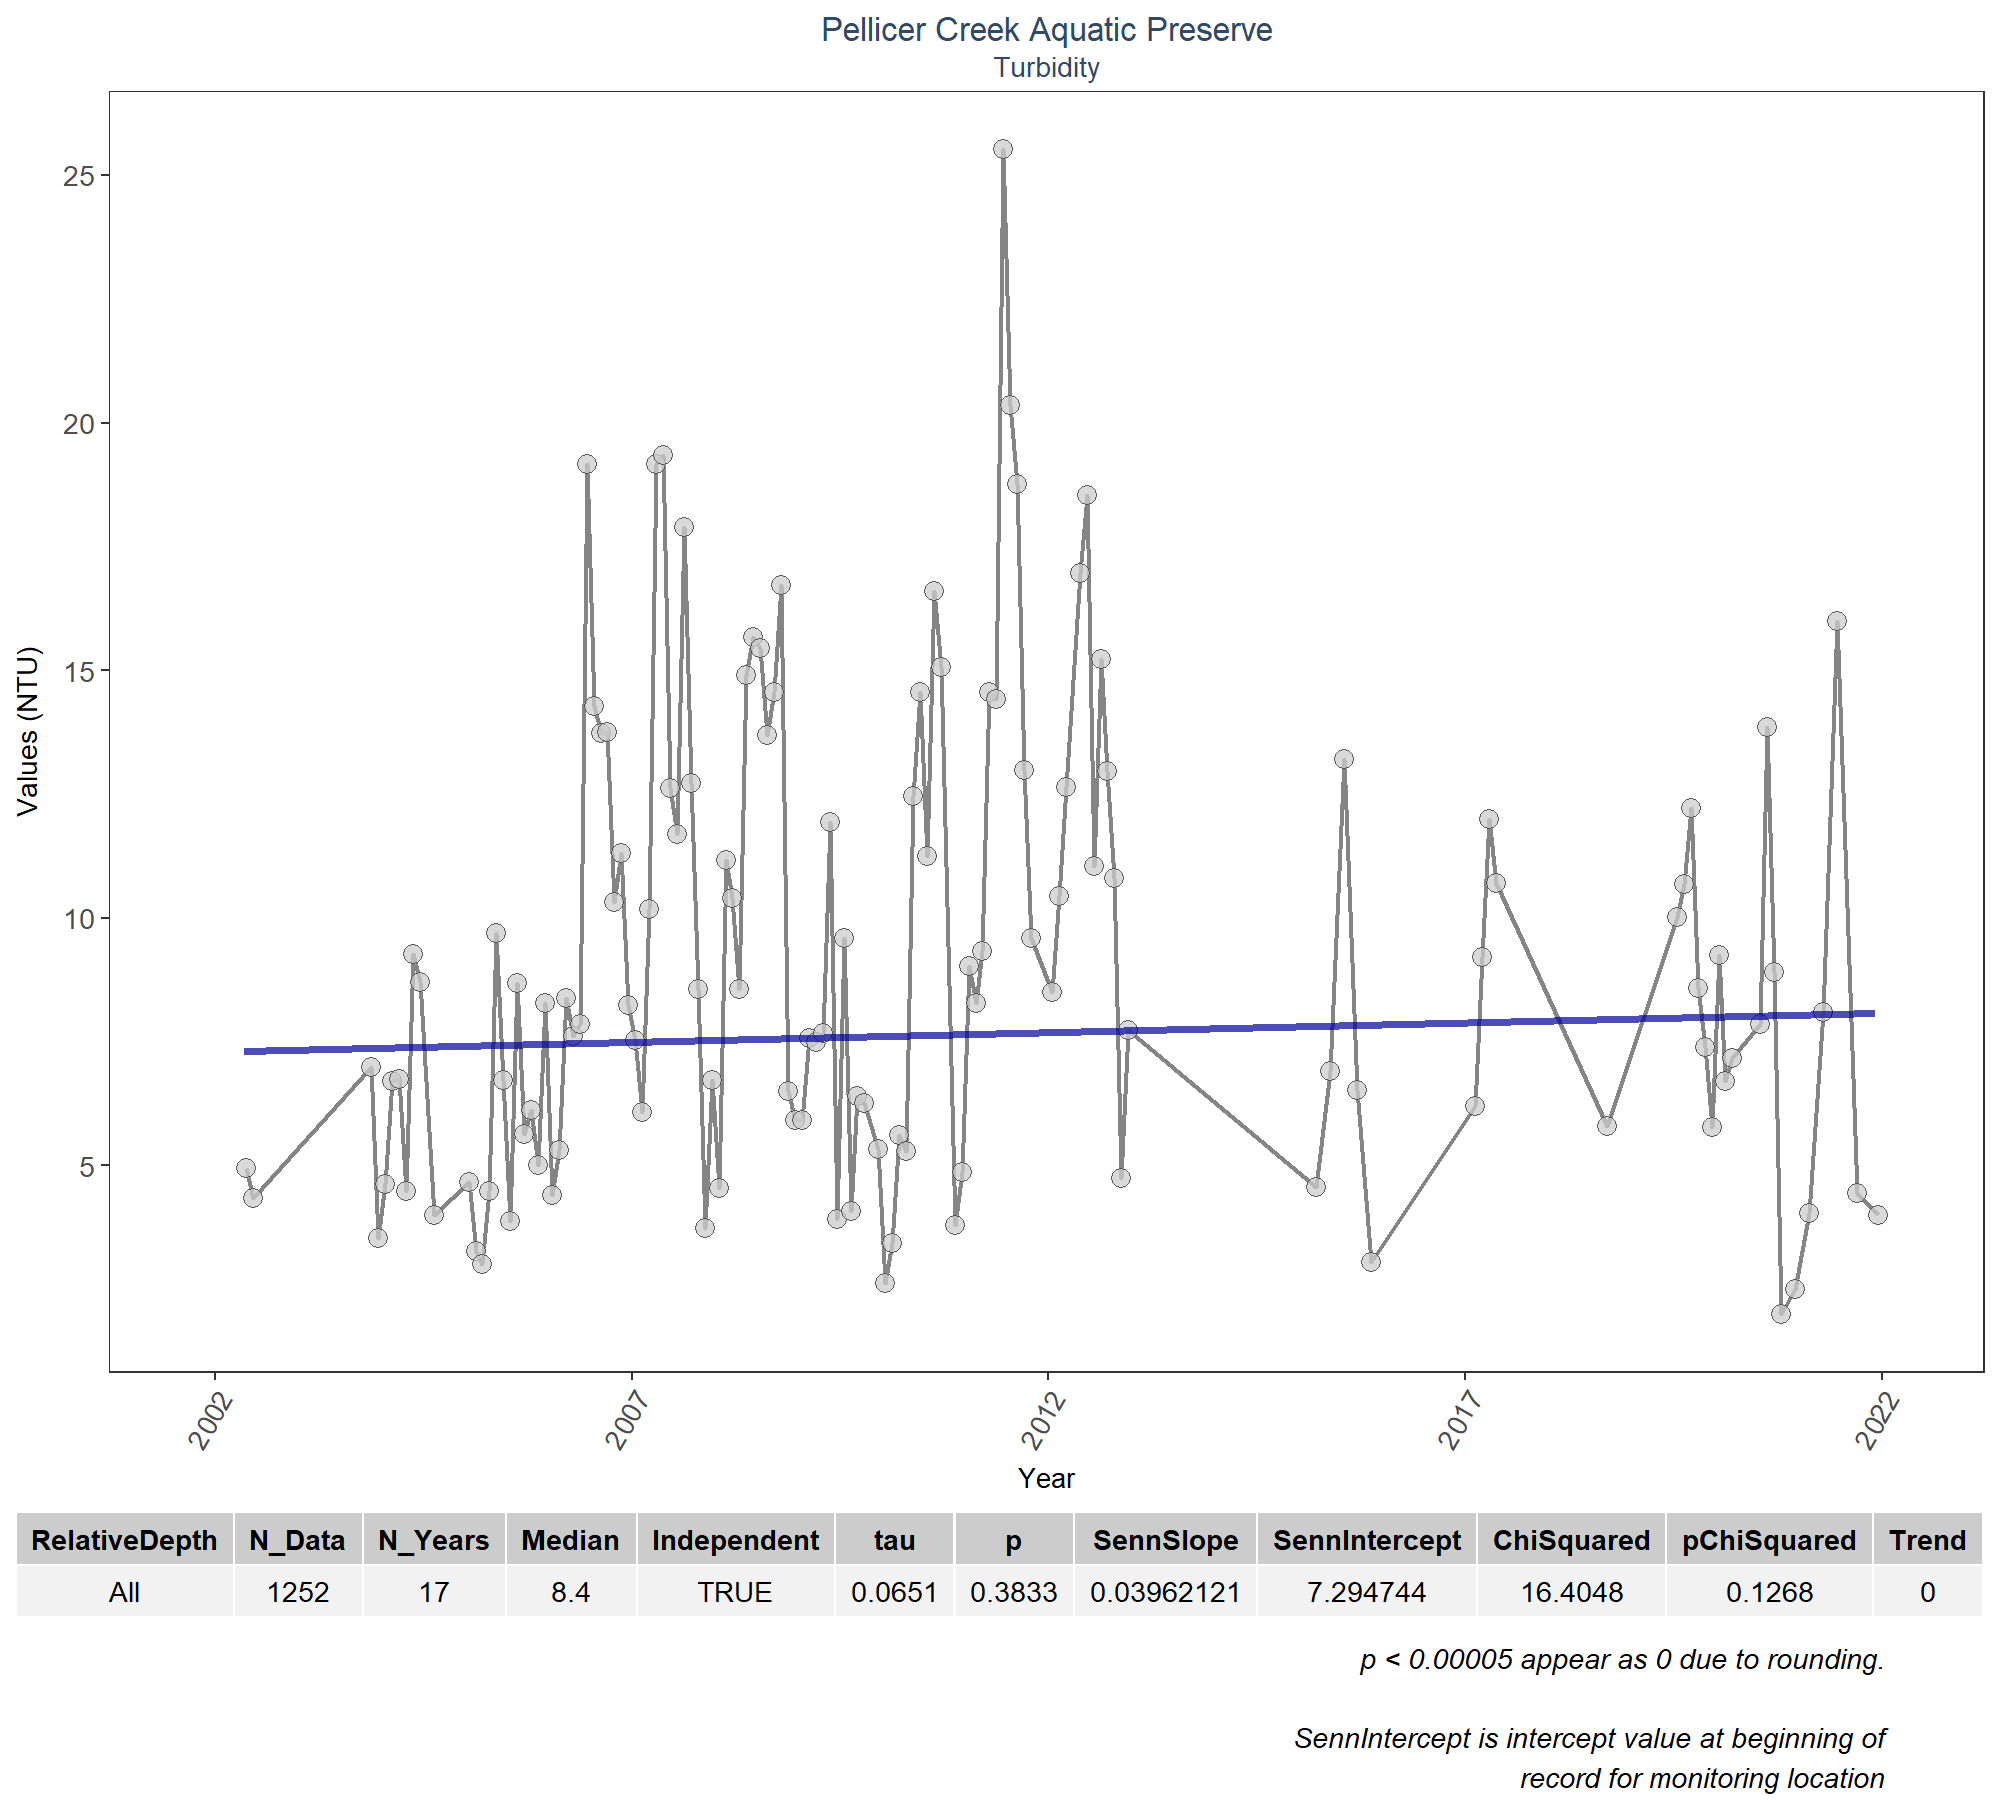 Pellicer Creek Aquatic Preserve
Turbidity
25
20
15
10
5
Values (NTU)
2002
2007
2012
2017
2022
Year
RelativeDepth N_Data N_Years Median Independent tau p SennSlope SennIntercept ChiSquared pChiSquared Trend
All 1252 17 8.4 TRUE 0.0651 0.3833 0.03962121 7.294744 16.4048 0.1268 0
p < 0.00005 appear as 0 due to rounding.
SennIntercept is intercept value at beginning of
record for monitoring location